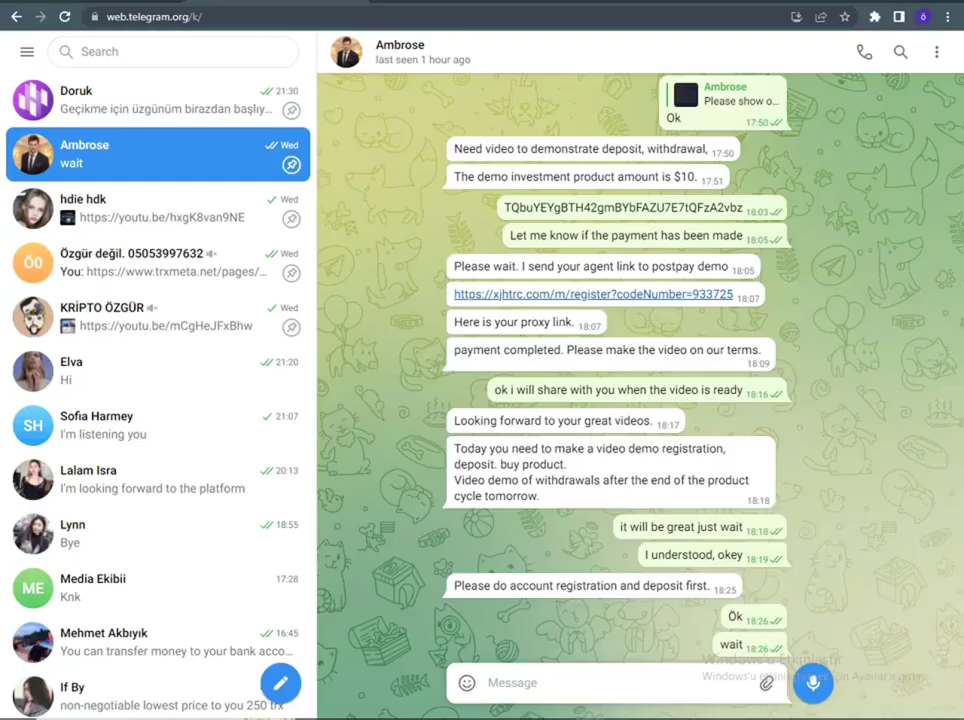 web.telegram.org/k/
Search
Doruk
21:30
Geçikme için üzgünüm birazdan başlıy...
Ambrose
Wed
wait
hdie hdk
Wed
https://youtu.be/hxgK8van9NE
Özgür değil. 05053997632
Wed
ÖO
You: https://www.trxmeta.net/pages/...
KRİPTO ÖZGÜR
Wed
https://youtu.be/mCgHeJFxBhw
Elva
21:20
Hi
Sofia Harmey
21:07
SH
I'm listening you
Lalam Isra
20:13
I'm looking forward to the platform
Lynn
18:55
Bye
Media Ekibii
17:28
ME
Knk
Mehmet Akbıyık
16:45
You can transfer money to your bank acco...
If By
non-negotiable lowest price to you 250 trx
Ambrose
last seen 1 hour ago
Ambrose
Please show o...
Ok
17:50
Need video to demonstrate deposit, withdrawal,
17:50
The demo investment product amount is $10.
17:51
TQbuYEYgBTH42gmBYbFAZU7E7tQFzA2vbz
18:03
Let me know if the payment has been made
18:05
Please wait. I send your agent link to postpay demo
18:05
https://xjhtrc.com/m/register?codeNumber=933725
18:07
Here is your proxy link.
18:07
payment completed. Please make the video on our terms.
18:09
ok i will share with you when the video is ready
18:16
Looking forward to your great videos.
18:17
Today you need to make a video demo registration,
deposit. buy product.
Video demo of withdrawals after the end of the product
cycle tomorrow.
18:18
it will be great just wait
18:18
I understood, okey
18:19
Please do account registration and deposit first.
18:25
Ök
18:26
wait
18:26
Windows'u Etkinleştir
Windows'u etkinleştirmek için Ayarlar'a gidin.
Message